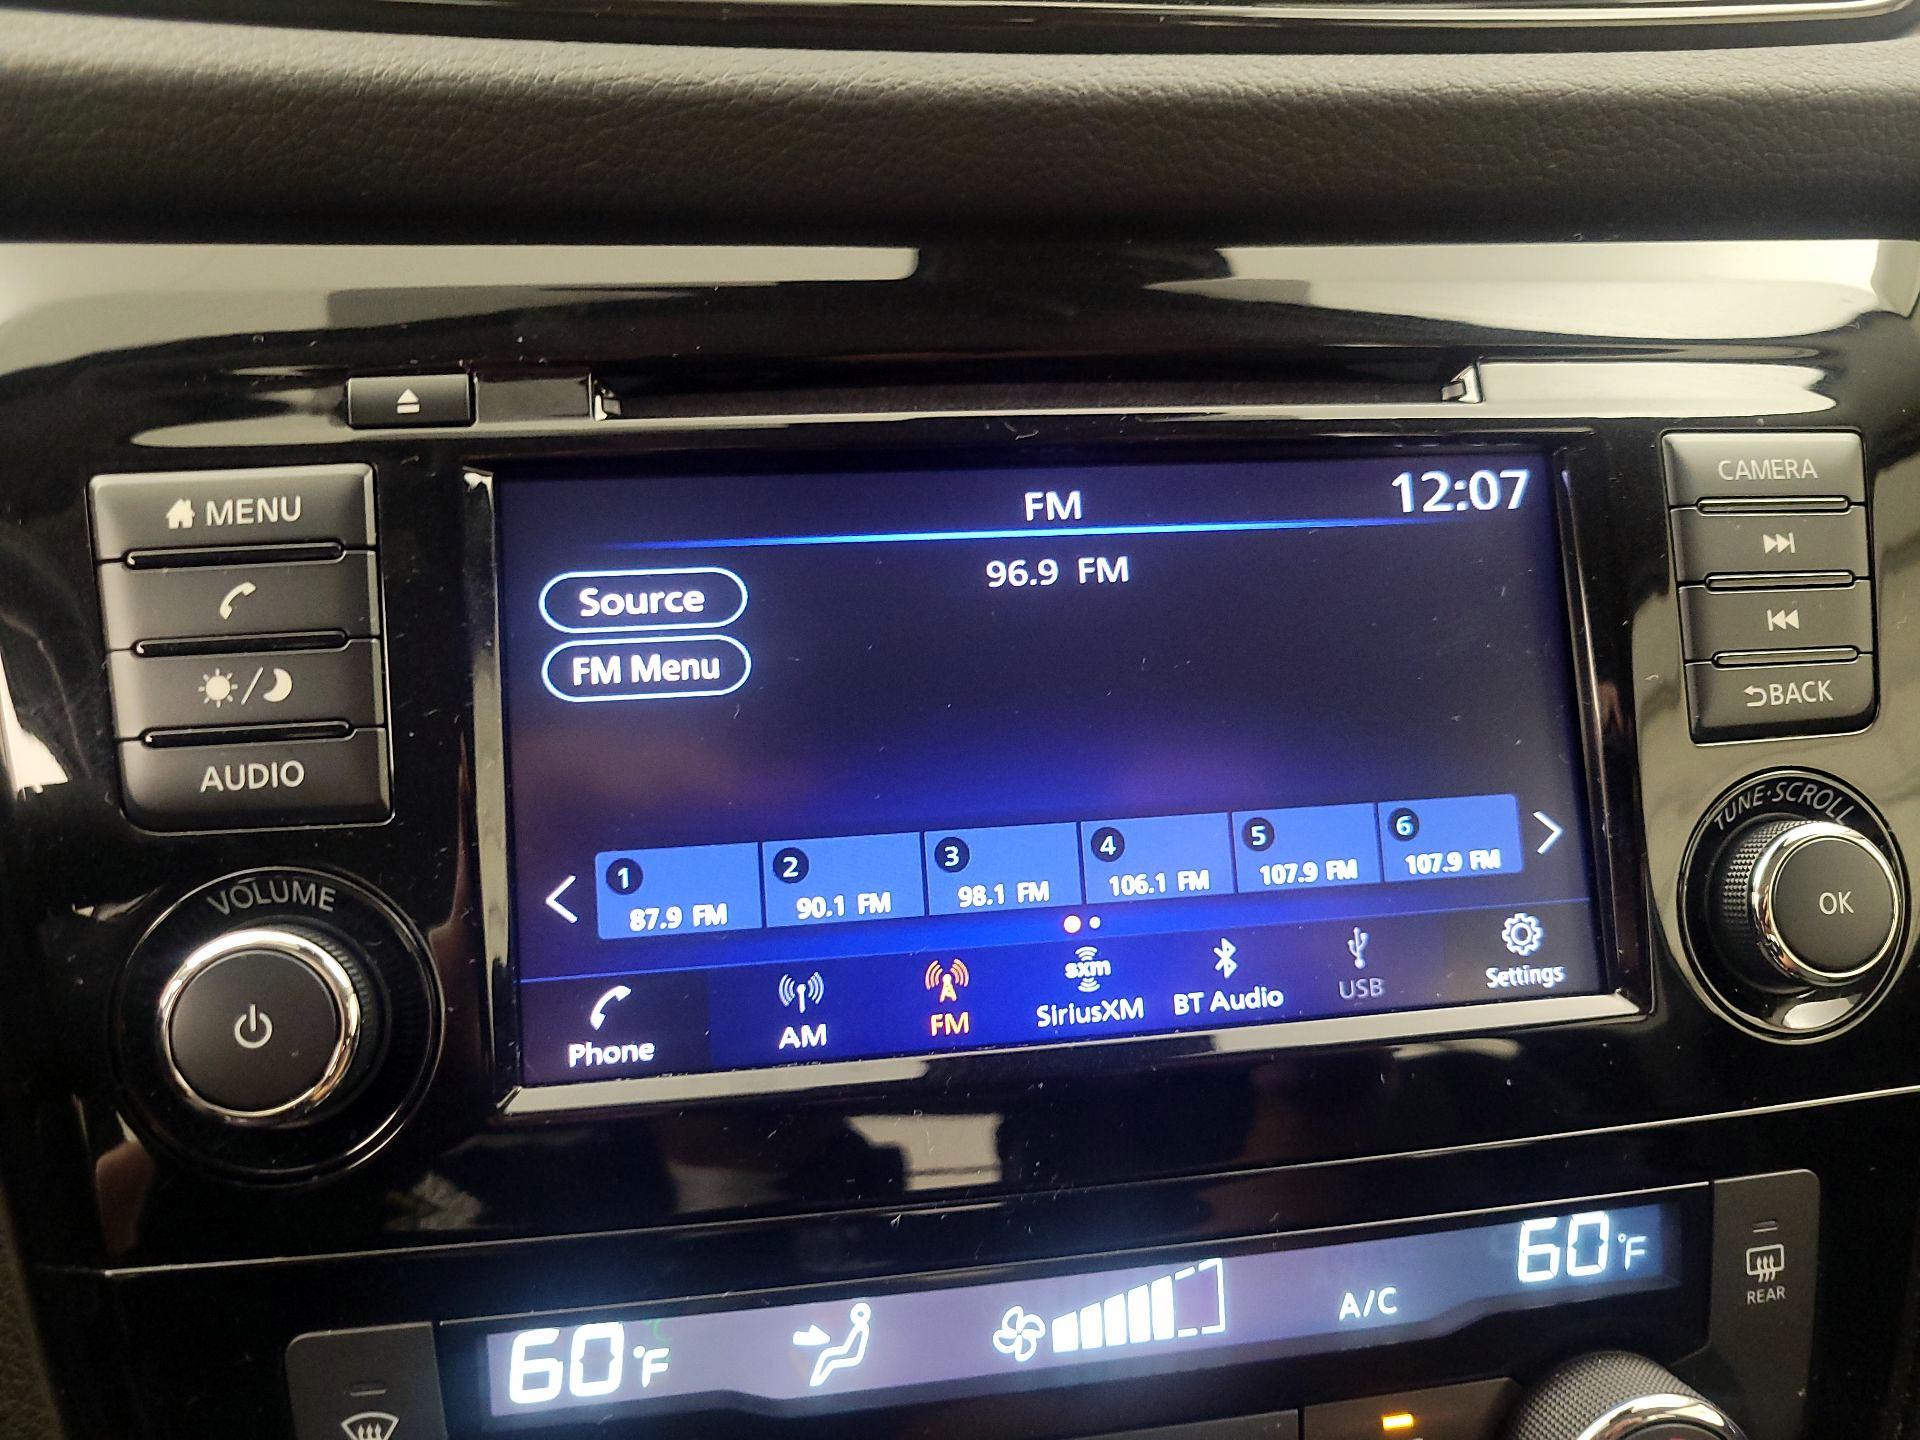 MENU
AUDIO
VOLUME
FM
12:07
96.9 FM
Source
FM Menu
1
87.9 FM
2
90.1 FM
3
98.1 FM
4
106.1 FM
5
107.9 FM
6
107.9 FM
Phone
AM
FM
sxm
SiriusXM
BT Audio
USB
Settings
CAMERA
BACK
TUNE·SCROLL
OK
60°F
A/C
60°F
REAR